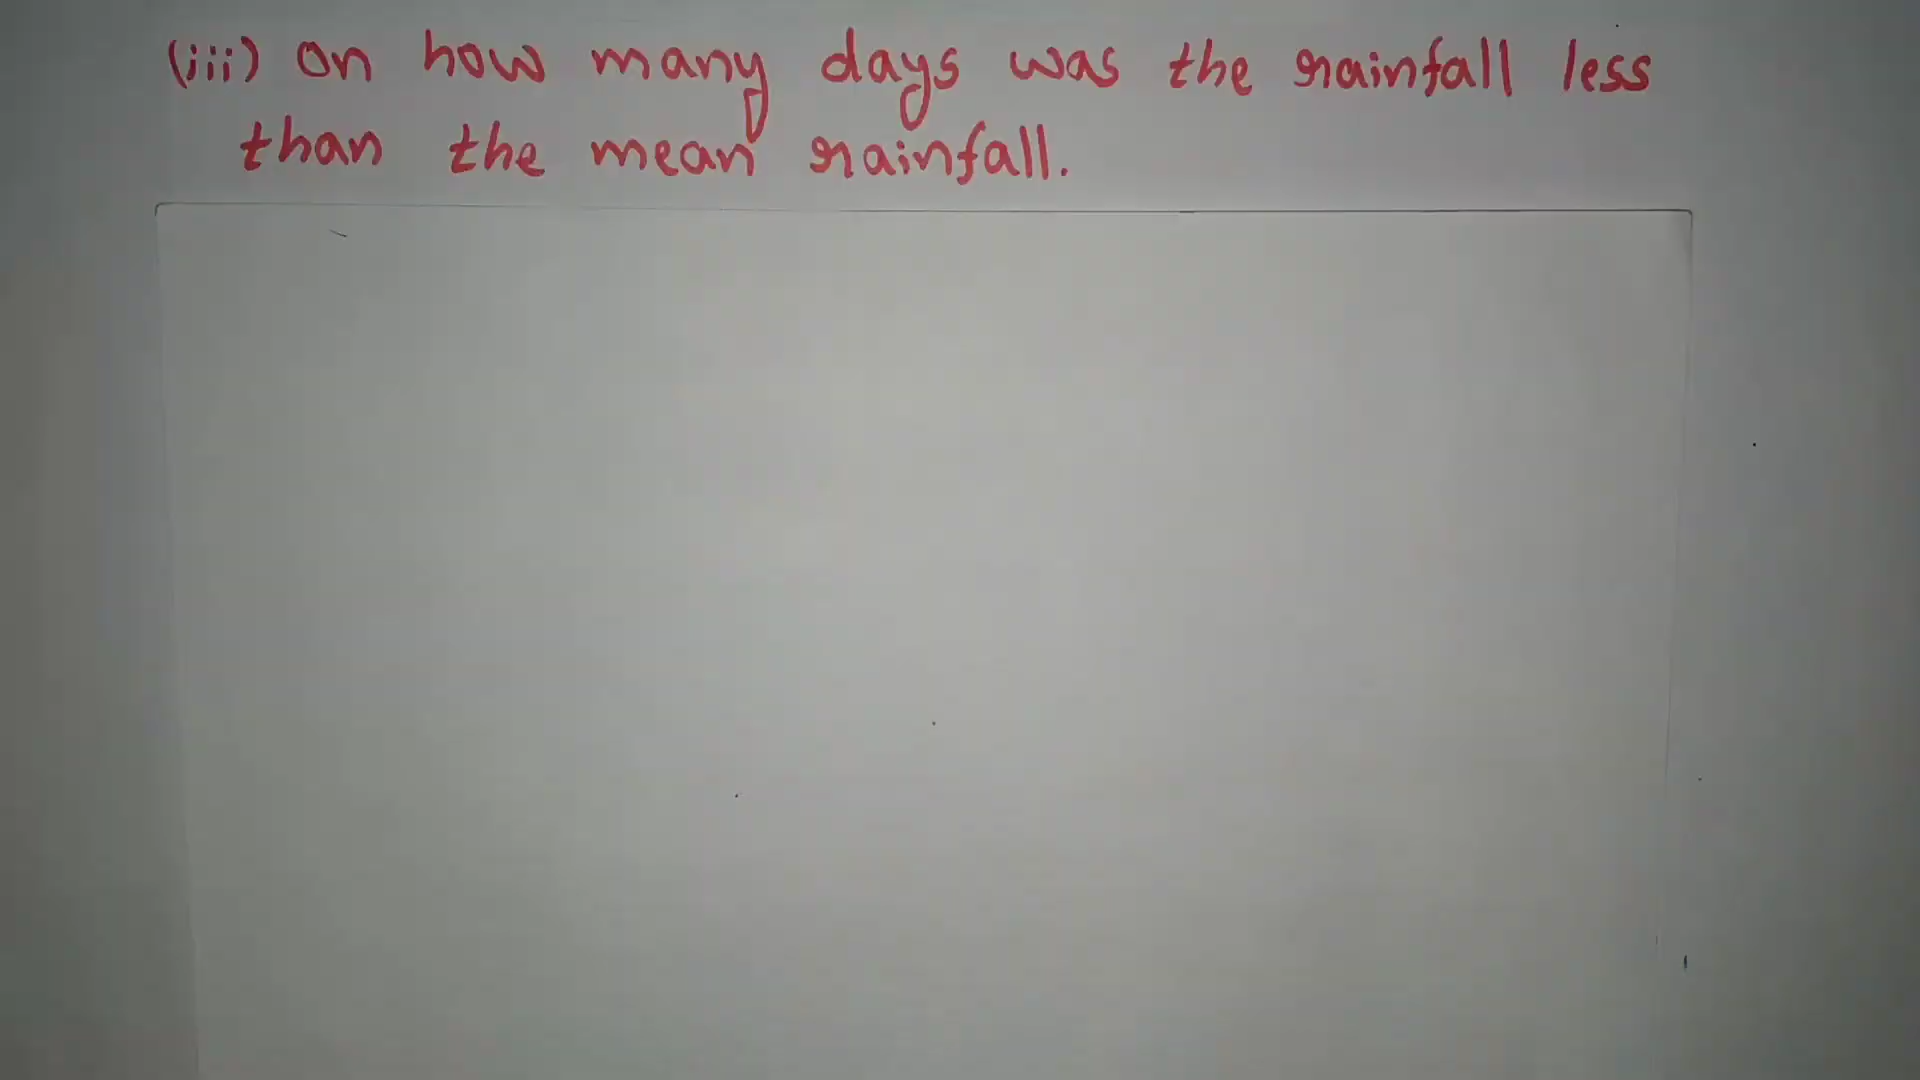 (iii) On how many days was the rainfall less
than the mean rainfall.